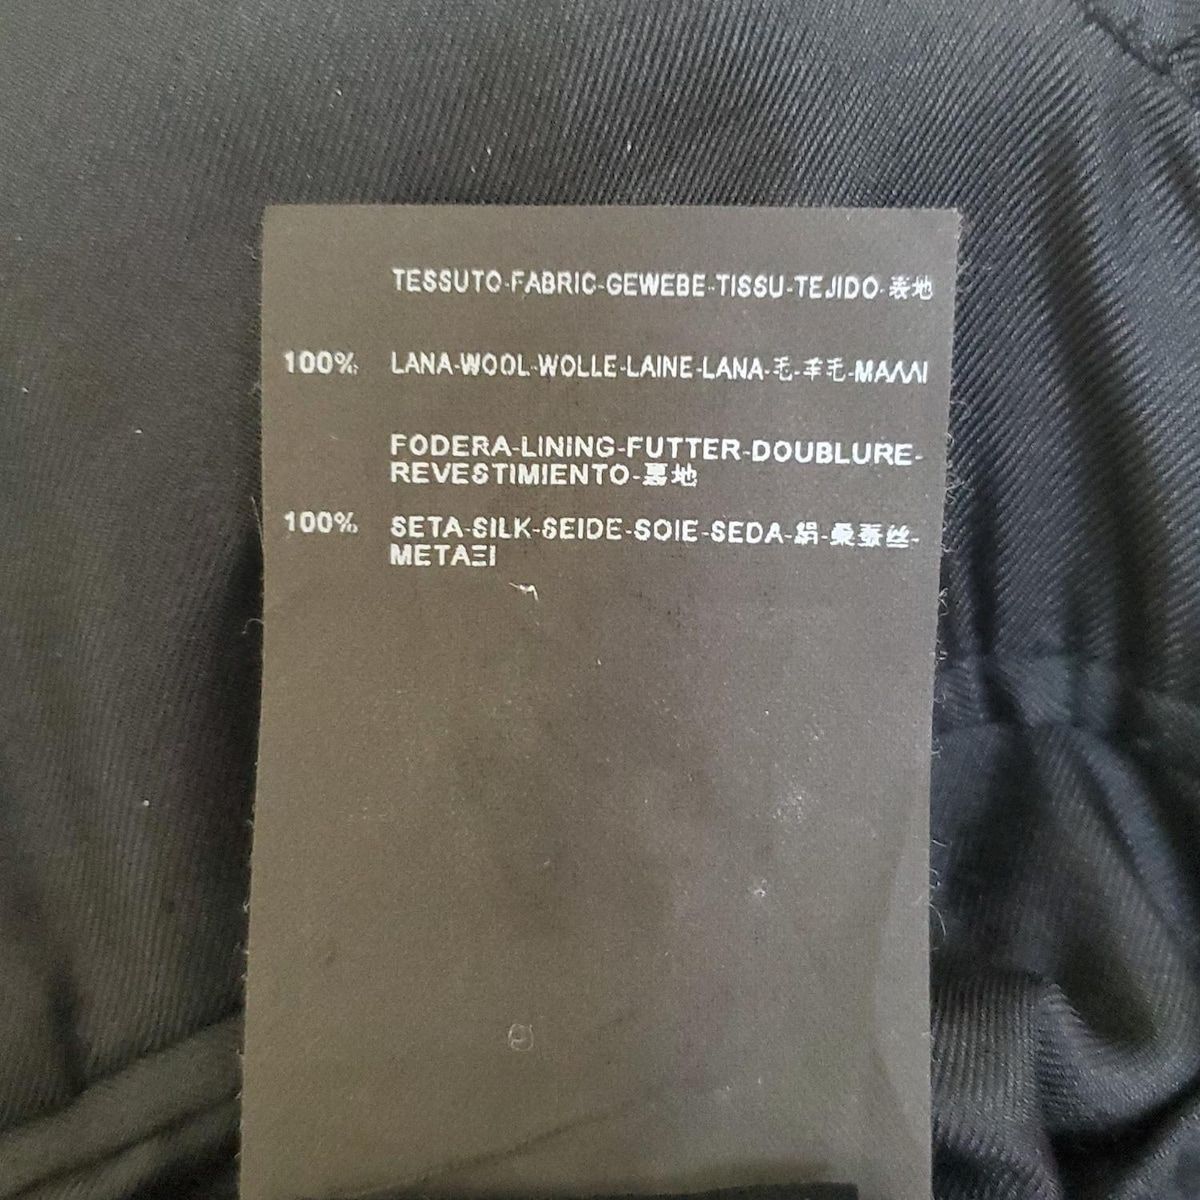 TESSUTO-FABRIC-GEWEBE-TISSU-TEJIDO-表地
100% LANA-WOOL-WOLLE-LAINE-LANA-毛-羊毛-ΜΑΛΛΙ
FODERA-LINING-FUTTER-DOUBLURE-
REVESTIMIENTO-裏地
100% SETA-SILK-SEIDE-SOIE-SEDA-絹-桑蚕丝-
ΜΕΤΑΞΙ